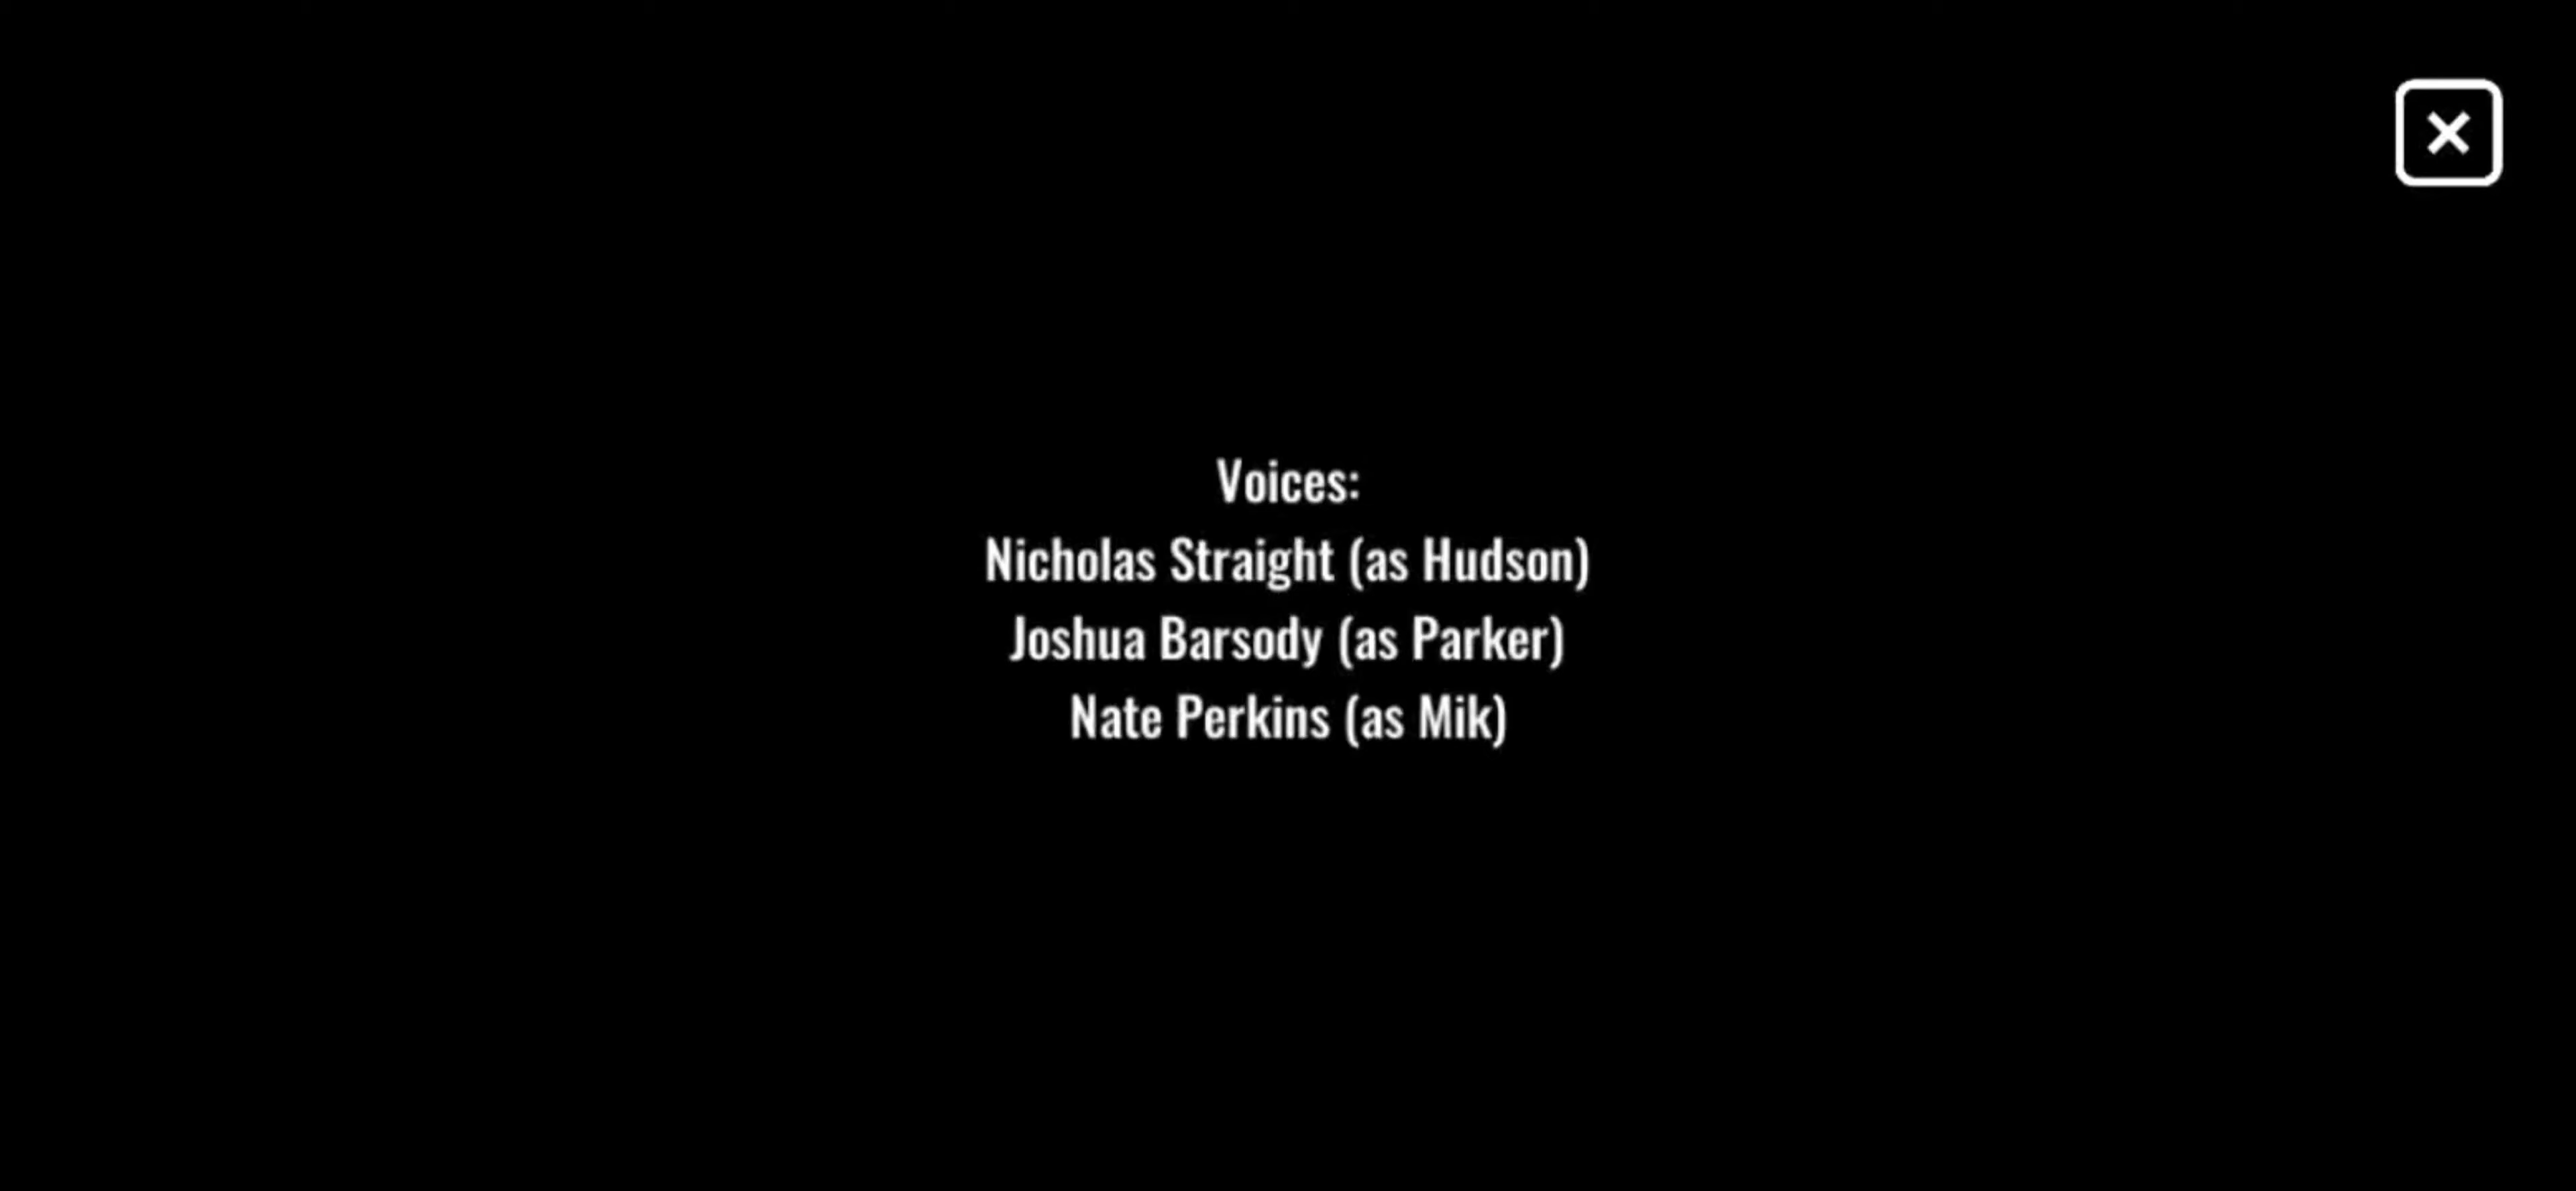 Voices:
Nicholas Straight (as Hudson)
Joshua Barsody (as Parker)
Nate Perkins (as Mik)